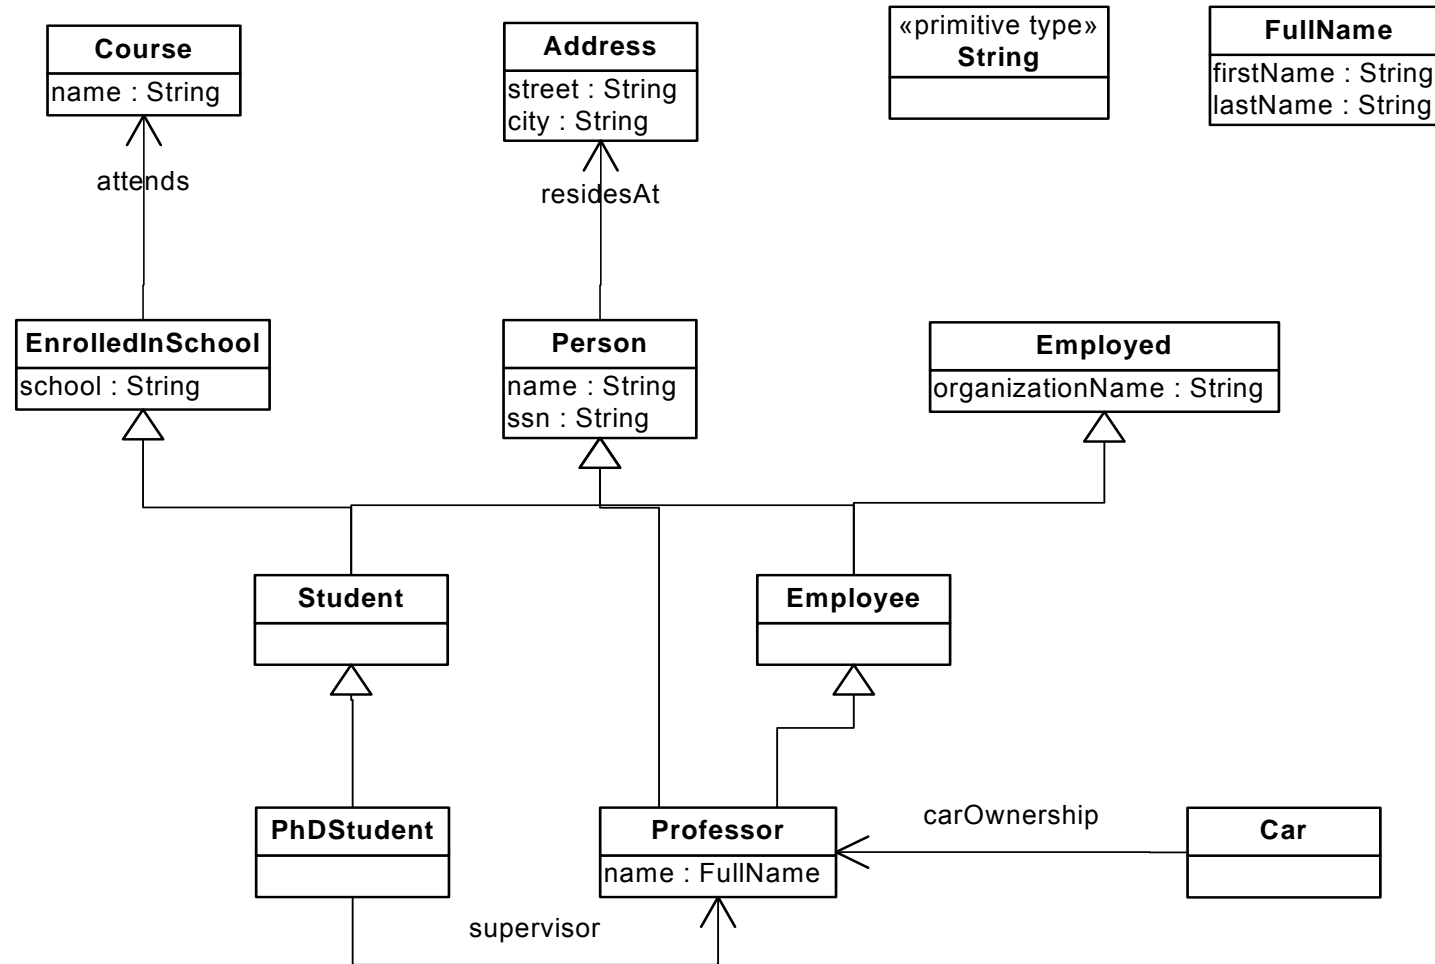 Course
name : String
Address
street : String
city : String
«primitive type»
String
FullName
firstName : String
lastName : String
attends
residesAt
EnrolledInSchool
school : String
Person
name : String
ssn : String
Employed
organizationName : String
Student
Employee
PhDStudent
Professor
name : FullName
carOwnership
Car
supervisor